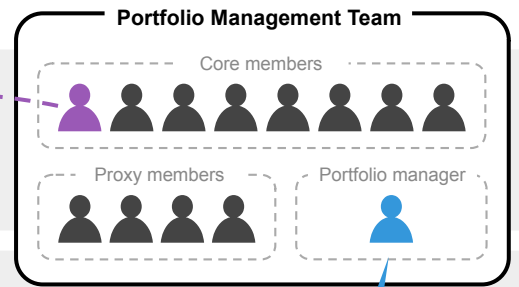 Portfolio Management Team
Core members
Proxy members
Portfolio manager